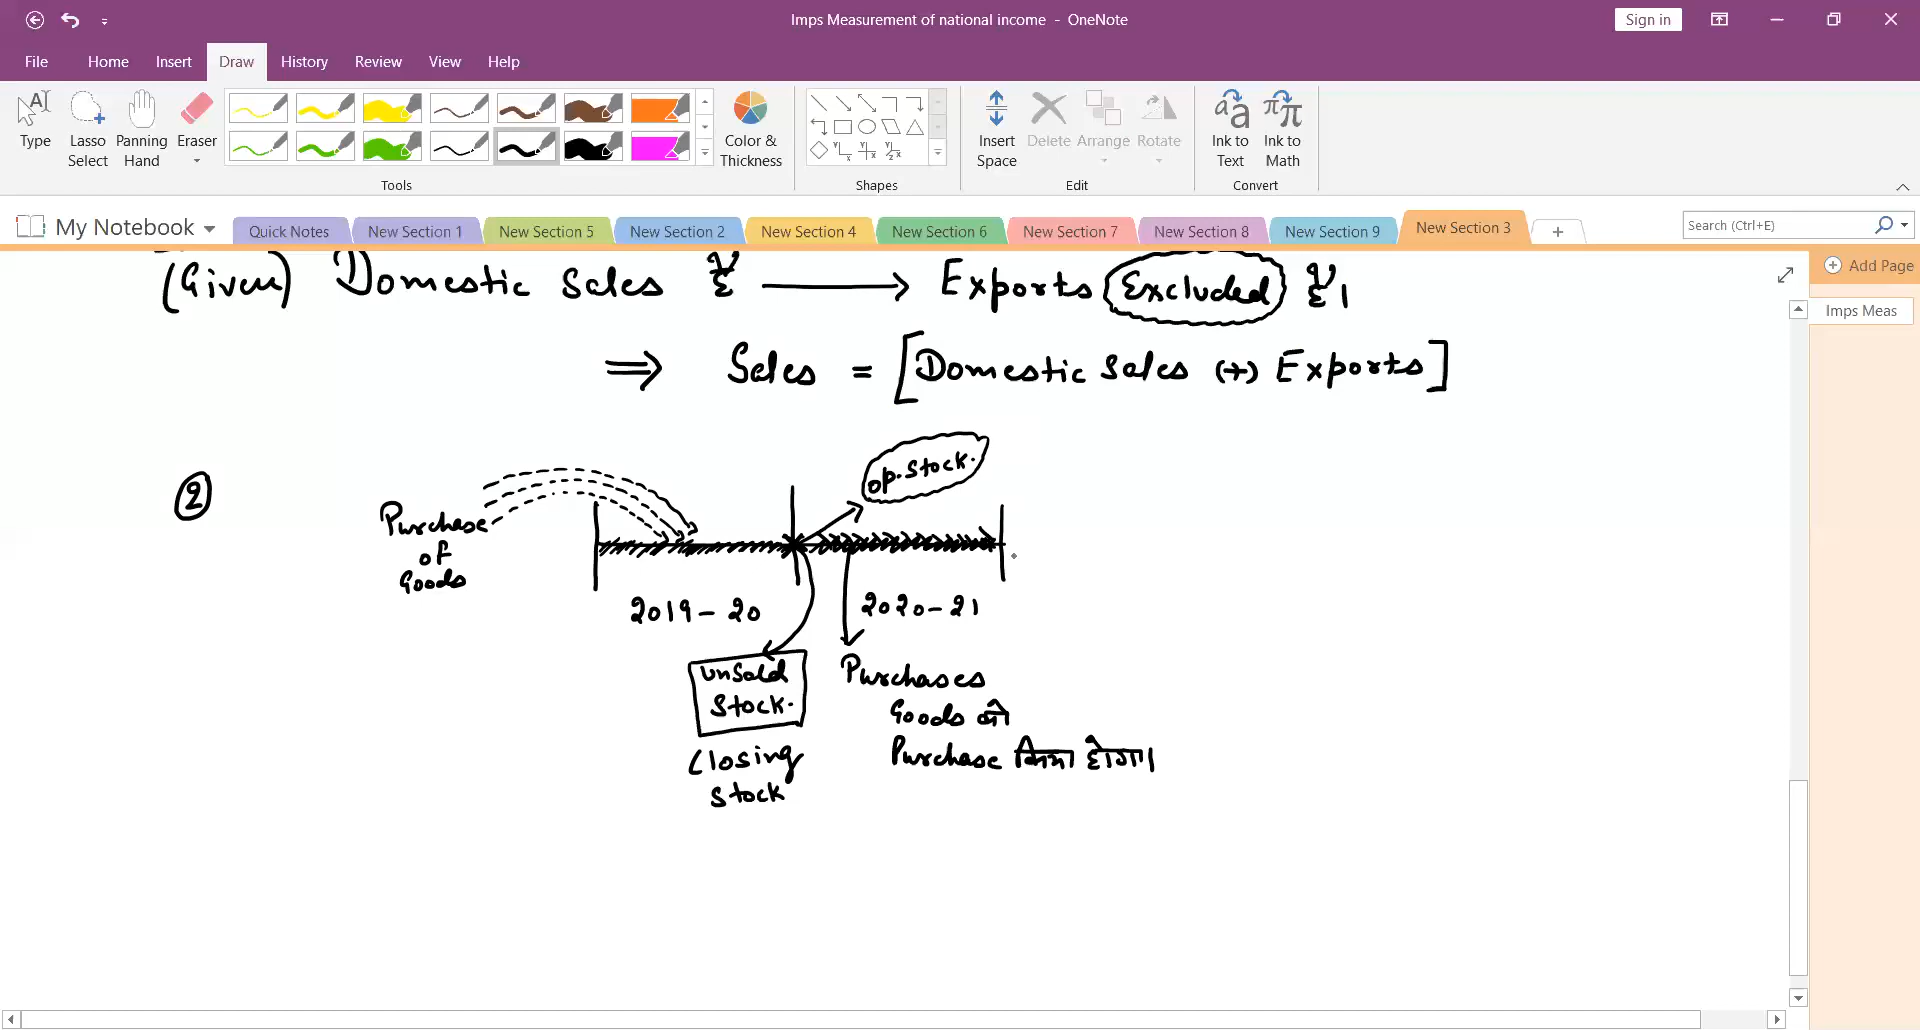 Imps Measurement of national income - OneNote
Sign in
File Home Insert Draw History Review View Help
Type
Lasso Select
Panning Hand
Eraser
Color & Thickness
Insert Space
Delete
Arrange
Rotate
Ink to Text
Ink to Math
Tools
Shapes
Edit
Convert
My Notebook
Quick Notes
New Section 1
New Section 5
New Section 2
New Section 4
New Section 6
New Section 7
New Section 8
New Section 9
New Section 3
Search (Ctrl+E)
Add Page
Imps Meas
(Given) Domestic Sales है → Exports Excluded है।
⇒ Sales = [Domestic Sales (+) Exports]
②
op. stock.
Purchase
of
Goods
2019-20
2020-21
unsold
stock.
Closing
stock
Purchases
Goods को
Purchase किया होगा।